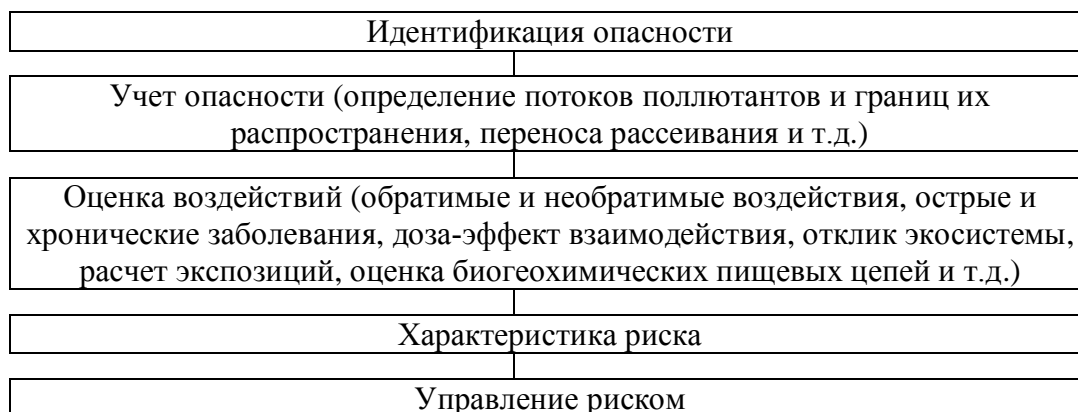 Идентификация опасности
Учет опасности (определение потоков поллютантов и границ их
распространения, переноса рассеивания и т.д.)
Оценка воздействий (обратимые и необратимые воздействия, острые и
хронические заболевания, доза-эффект взаимодействия, отклик экосистемы,
расчет экспозиций, оценка биогеохимических пищевых цепей и т.д.)
Характеристика риска
Управление риском